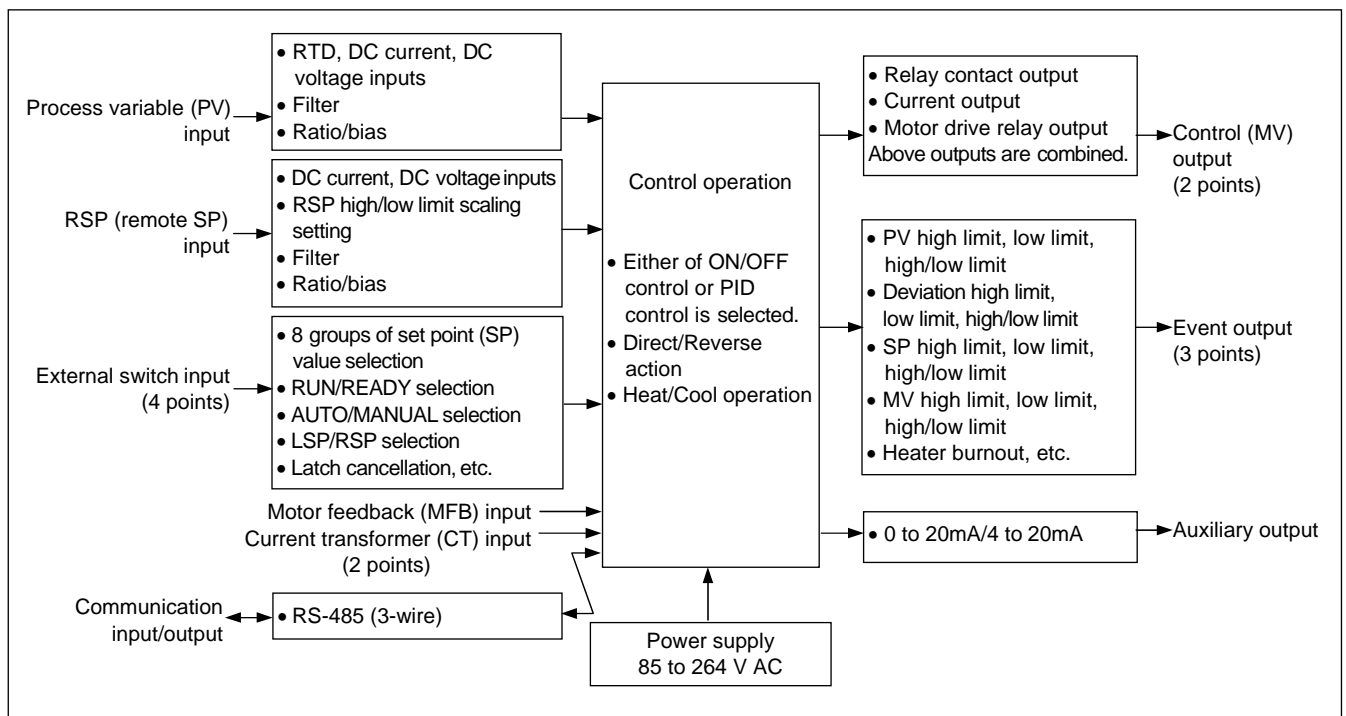 Process variable (PV)
input
• RTD, DC current, DC
voltage inputs
• Filter
• Ratio/bias
RSP (remote SP)
input
• DC current, DC voltage inputs
• RSP high/low limit scaling
setting
• Filter
• Ratio/bias
External switch input
(4 points)
• 8 groups of set point (SP)
value selection
• RUN/READY selection
• AUTO/MANUAL selection
• LSP/RSP selection
• Latch cancellation, etc.
Motor feedback (MFB) input
Current transformer (CT) input
(2 points)
Communication
input/output
• RS-485 (3-wire)
Control operation
• Either of ON/OFF
control or PID
control is selected.
• Direct/Reverse
action
• Heat/Cool operation
Power supply
85 to 264 V AC
• Relay contact output
• Current output
• Motor drive relay output
Above outputs are combined.
Control (MV)
output
(2 points)
• PV high limit, low limit,
high/low limit
• Deviation high limit,
low limit, high/low limit
• SP high limit, low limit,
high/low limit
• MV high limit, low limit,
high/low limit
• Heater burnout, etc.
Event output
(3 points)
• 0 to 20mA/4 to 20mA
Auxiliary output